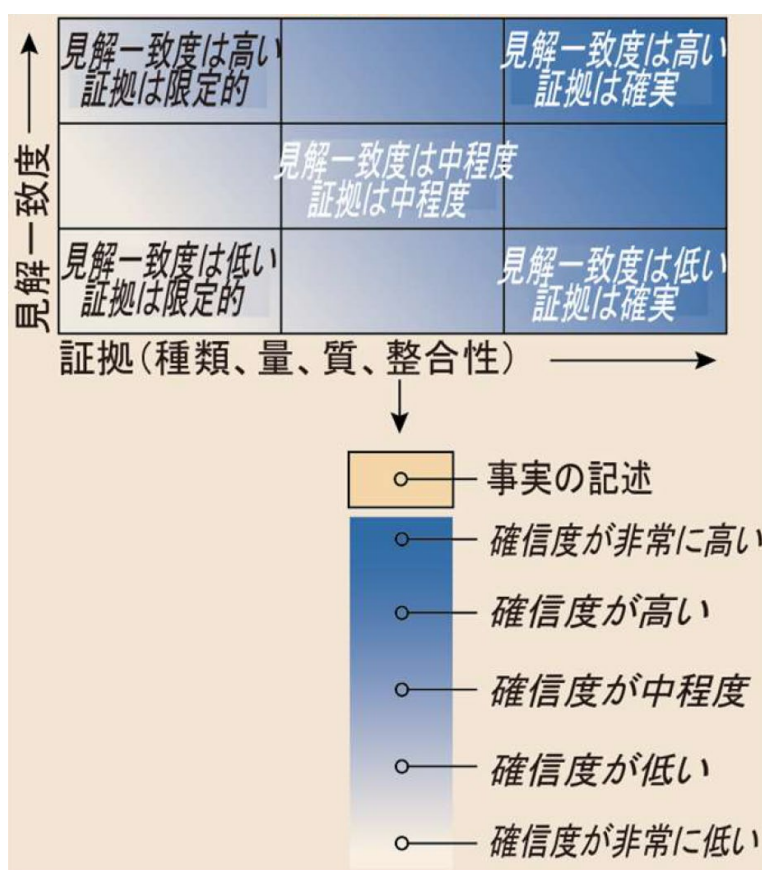 見解一致度は高い
証拠は限定的
見解一致度は高い
証拠は確実
見解一致度は中程度
証拠は中程度
見解一致度は低い
証拠は限定的
見解一致度は低い
証拠は確実
見解一致度
証拠(種類、量、質、整合性)
事実の記述
確信度が非常に高い
確信度が高い
確信度が中程度
確信度が低い
確信度が非常に低い